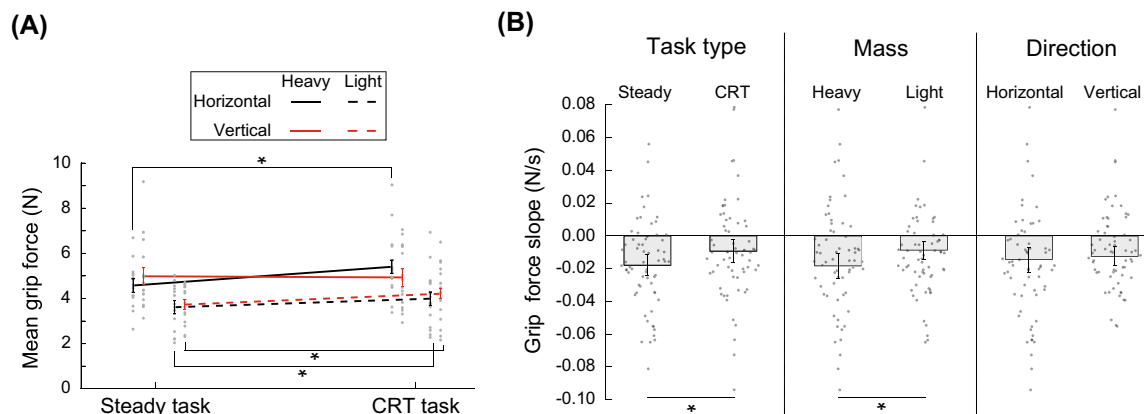 (A)
Heavy Light
Horizontal
Vertical
*
10
8
6
4
2
0
Mean grip force (N)
*
*
Steady task CRT task
(B)
Task type Mass Direction
Steady CRT Heavy Light Horizontal Vertical
0.08
0.06
0.04
0.02
0.00
-0.02
-0.04
-0.06
-0.08
-0.10
Grip force slope (N/s)
* *